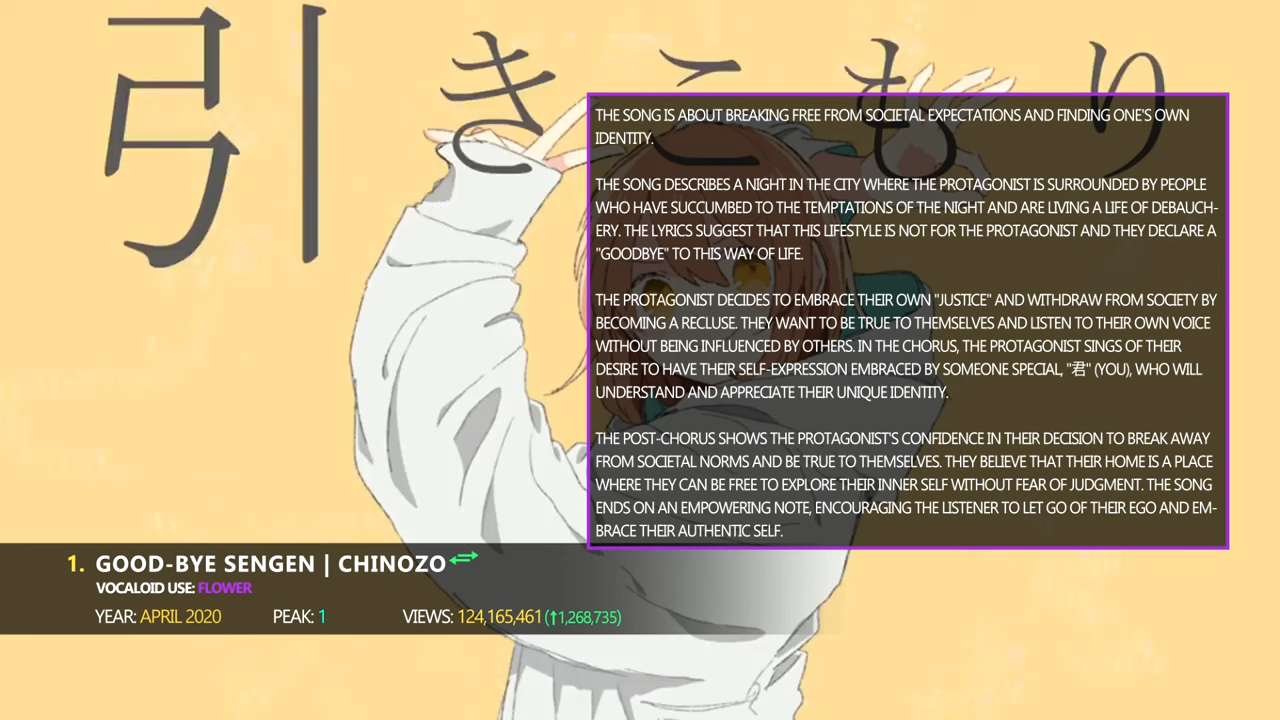 引きこもり
THE SONG IS ABOUT BREAKING FREE FROM SOCIETAL EXPECTATIONS AND FINDING ONE'S OWN
IDENTITY.
THE SONG DESCRIBES A NIGHT IN THE CITY WHERE THE PROTAGONIST IS SURROUNDED BY PEOPLE
WHO HAVE SUCCUMBED TO THE TEMPTATIONS OF THE NIGHT AND ARE LIVING A LIFE OF DEBAUCH-
ERY. THE LYRICS SUGGEST THAT THIS LIFESTYLE IS NOT FOR THE PROTAGONIST AND THEY DECLARE A
"GOODBYE" TO THIS WAY OF LIFE.
THE PROTAGONIST DECIDES TO EMBRACE THEIR OWN "JUSTICE" AND WITHDRAW FROM SOCIETY BY
BECOMING A RECLUSE. THEY WANT TO BE TRUE TO THEMSELVES AND LISTEN TO THEIR OWN VOICE
WITHOUT BEING INFLUENCED BY OTHERS. IN THE CHORUS, THE PROTAGONIST SINGS OF THEIR
DESIRE TO HAVE THEIR SELF-EXPRESSION EMBRACED BY SOMEONE SPECIAL, "君" (YOU), WHO WILL
UNDERSTAND AND APPRECIATE THEIR UNIQUE IDENTITY.
THE POST-CHORUS SHOWS THE PROTAGONIST'S CONFIDENCE IN THEIR DECISION TO BREAK AWAY
FROM SOCIETAL NORMS AND BE TRUE TO THEMSELVES. THEY BELIEVE THAT THEIR HOME IS A PLACE
WHERE THEY CAN BE FREE TO EXPLORE THEIR INNER SELF WITHOUT FEAR OF JUDGMENT. THE SONG
ENDS ON AN EMPOWERING NOTE, ENCOURAGING THE LISTENER TO LET GO OF THEIR EGO AND EM-
BRACE THEIR AUTHENTIC SELF.
1. GOOD-BYE SENGEN | CHINOZO
VOCALOID USE: FLOWER
YEAR: APRIL 2020 PEAK: 1 VIEWS: 124,165,461 (↑1,268,735)